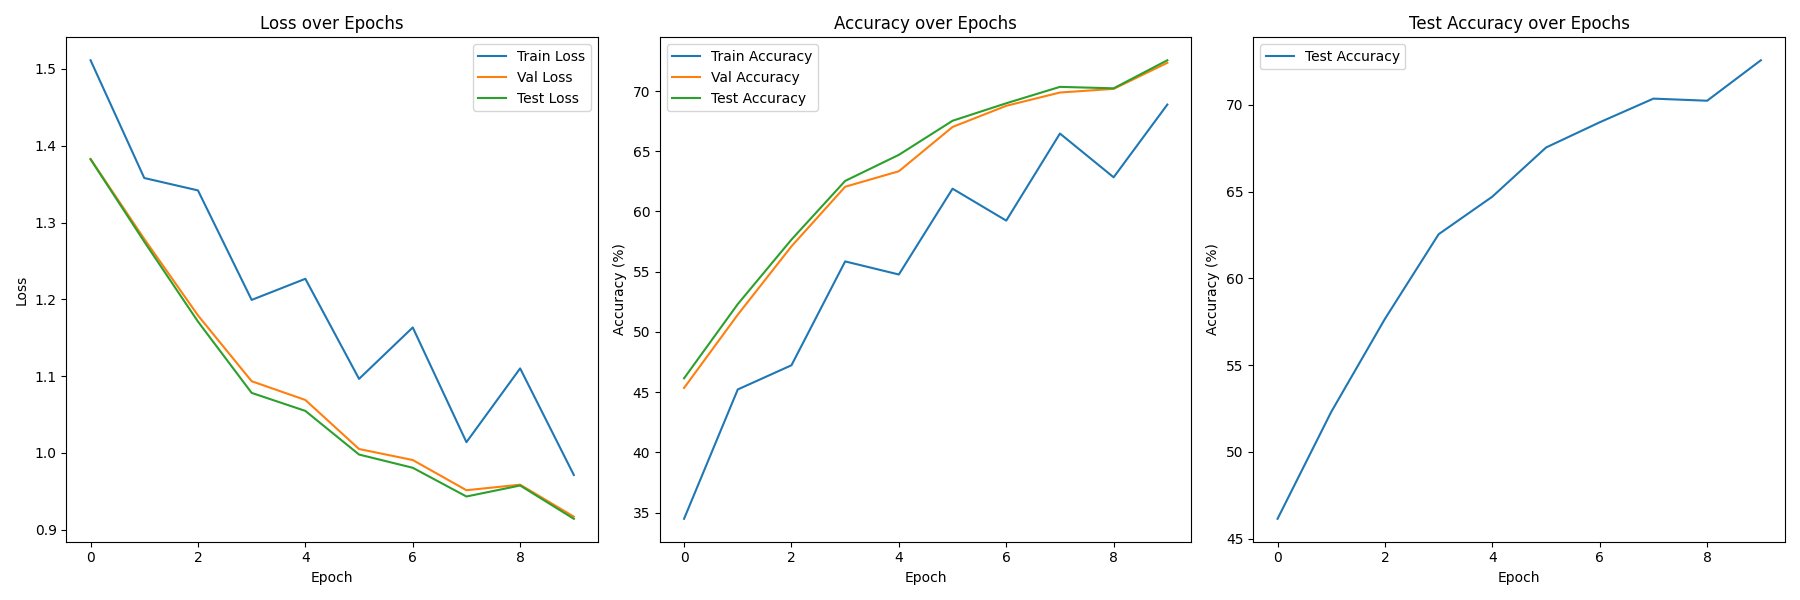 Loss over Epochs
Train Loss
Val Loss
Test Loss
1.5
1.4
1.3
1.2
1.1
1.0
0.9
Loss
0 2 4 6 8
Epoch
Accuracy over Epochs
Train Accuracy
Val Accuracy
Test Accuracy
70
65
60
55
50
45
40
35
Accuracy (%)
0 2 4 6 8
Epoch
Test Accuracy over Epochs
Test Accuracy
70
65
60
55
50
45
Accuracy (%)
0 2 4 6 8
Epoch